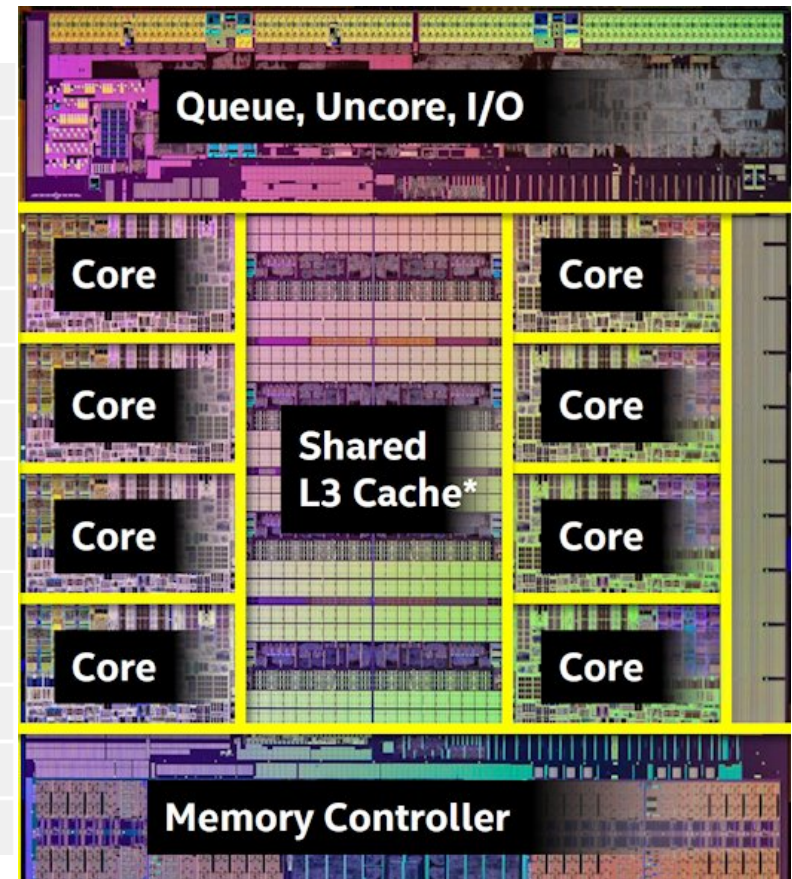 Queue, Uncore, I/O
Core
Core
Core
Core
Shared
L3 Cache*
Core
Core
Core
Core
Memory Controller